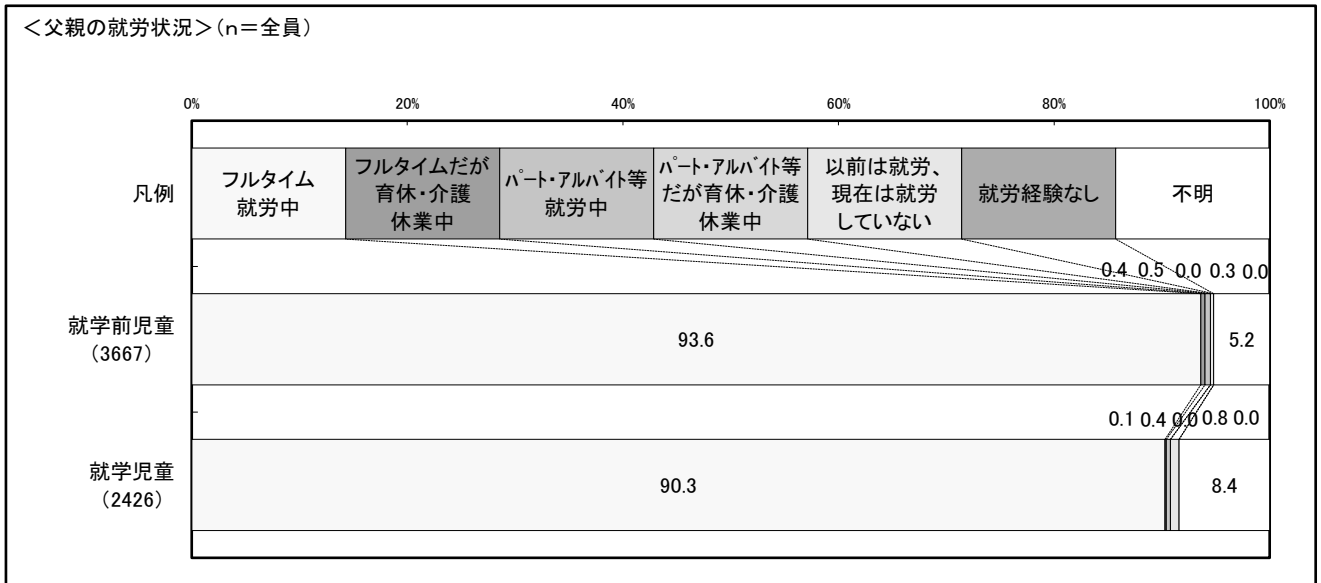 ＜父親の就労状況＞(ｎ＝全員)
0%
20%
40%
60%
80%
100%
凡例
フルタイム
就労中
フルタイムだが
育休・介護
休業中
ﾊﾟｰﾄ・ｱﾙﾊﾞｲﾄ等
就労中
ﾊﾟｰﾄ・ｱﾙﾊﾞｲﾄ等
だが育休・介護
休業中
以前は就労、
現在は就労
していない
就労経験なし
不明
0.4 0.5 0.0 0.3 0.0
就学前児童
（3667）
93.6
5.2
0.1 0.4 0.0 0.8 0.0
就学児童
（2426）
90.3
8.4